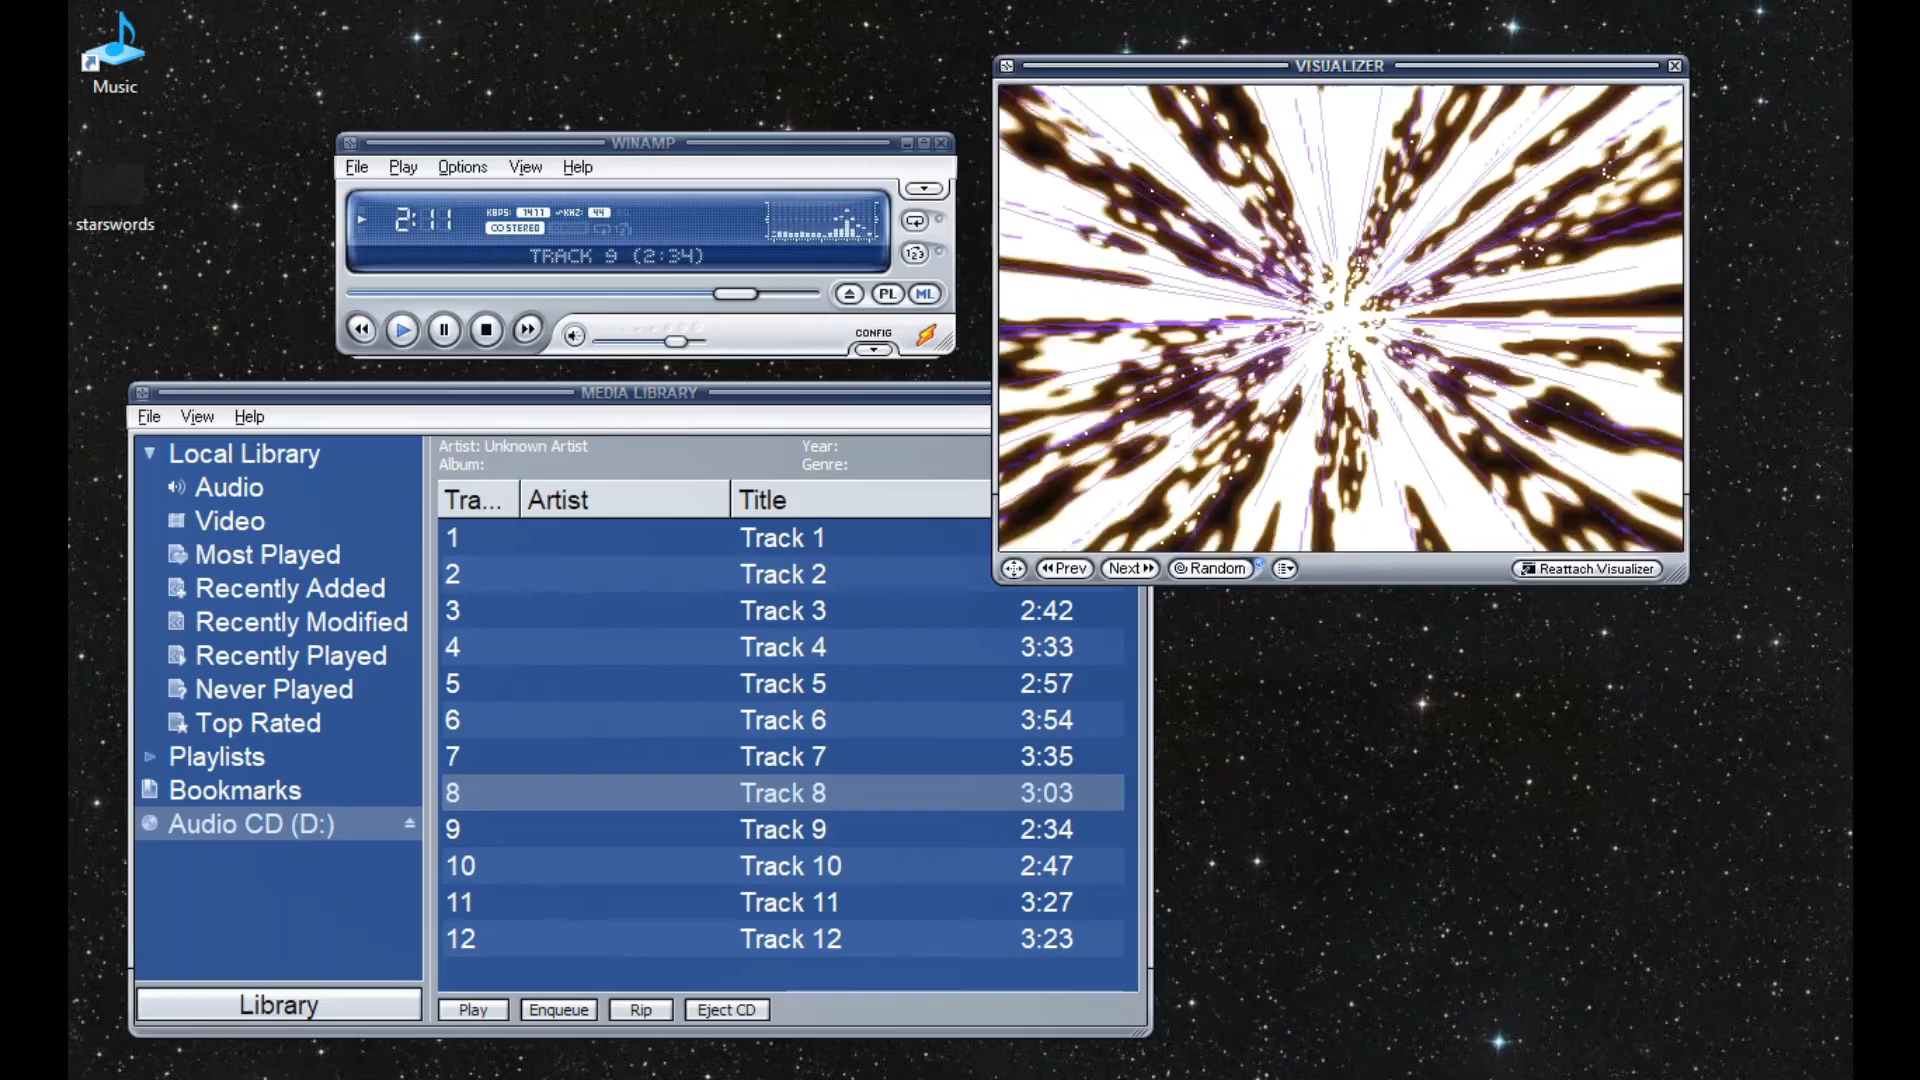 Music
starswords
WINAMP
File Play Options View Help
2:11
KBPS: 1411 KHZ: 44
STEREO
TRACK 9 (2:34)
123
PL ML
CONFIG
VISUALIZER
Prev Next Random Reattach Visualizer
MEDIA LIBRARY
File View Help
Local Library
Audio
Video
Most Played
Recently Added
Recently Modified
Recently Played
Never Played
Top Rated
Playlists
Bookmarks
Audio CD (D:)
Library
Artist: Unknown Artist Year:
Album: Genre:
Tra... Artist Title
1 Track 1
2 Track 2
3 Track 3 2:42
4 Track 4 3:33
5 Track 5 2:57
6 Track 6 3:54
7 Track 7 3:35
8 Track 8 3:03
9 Track 9 2:34
10 Track 10 2:47
11 Track 11 3:27
12 Track 12 3:23
Play Enqueue Rip Eject CD